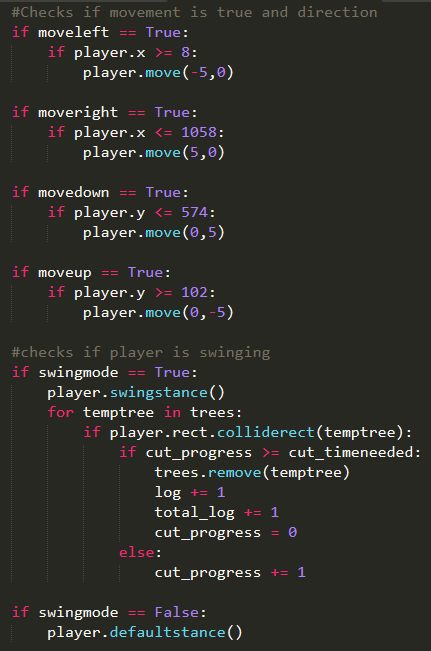 #Checks if movement is true and direction
if moveleft == True:
    if player.x >= 8:
        player.move(-5,0)

if moveright == True:
    if player.x <= 1058:
        player.move(5,0)

if movedown == True:
    if player.y <= 574:
        player.move(0,5)

if moveup == True:
    if player.y >= 102:
        player.move(0,-5)

#checks if player is swinging
if swingmode == True:
    player.swingstance()
    for temptree in trees:
        if player.rect.colliderect(temptree):
            if cut_progress >= cut_timeneeded:
                trees.remove(temptree)
                log += 1
                total_log += 1
                cut_progress = 0
            else:
                cut_progress += 1

if swingmode == False:
    player.defaultstance()